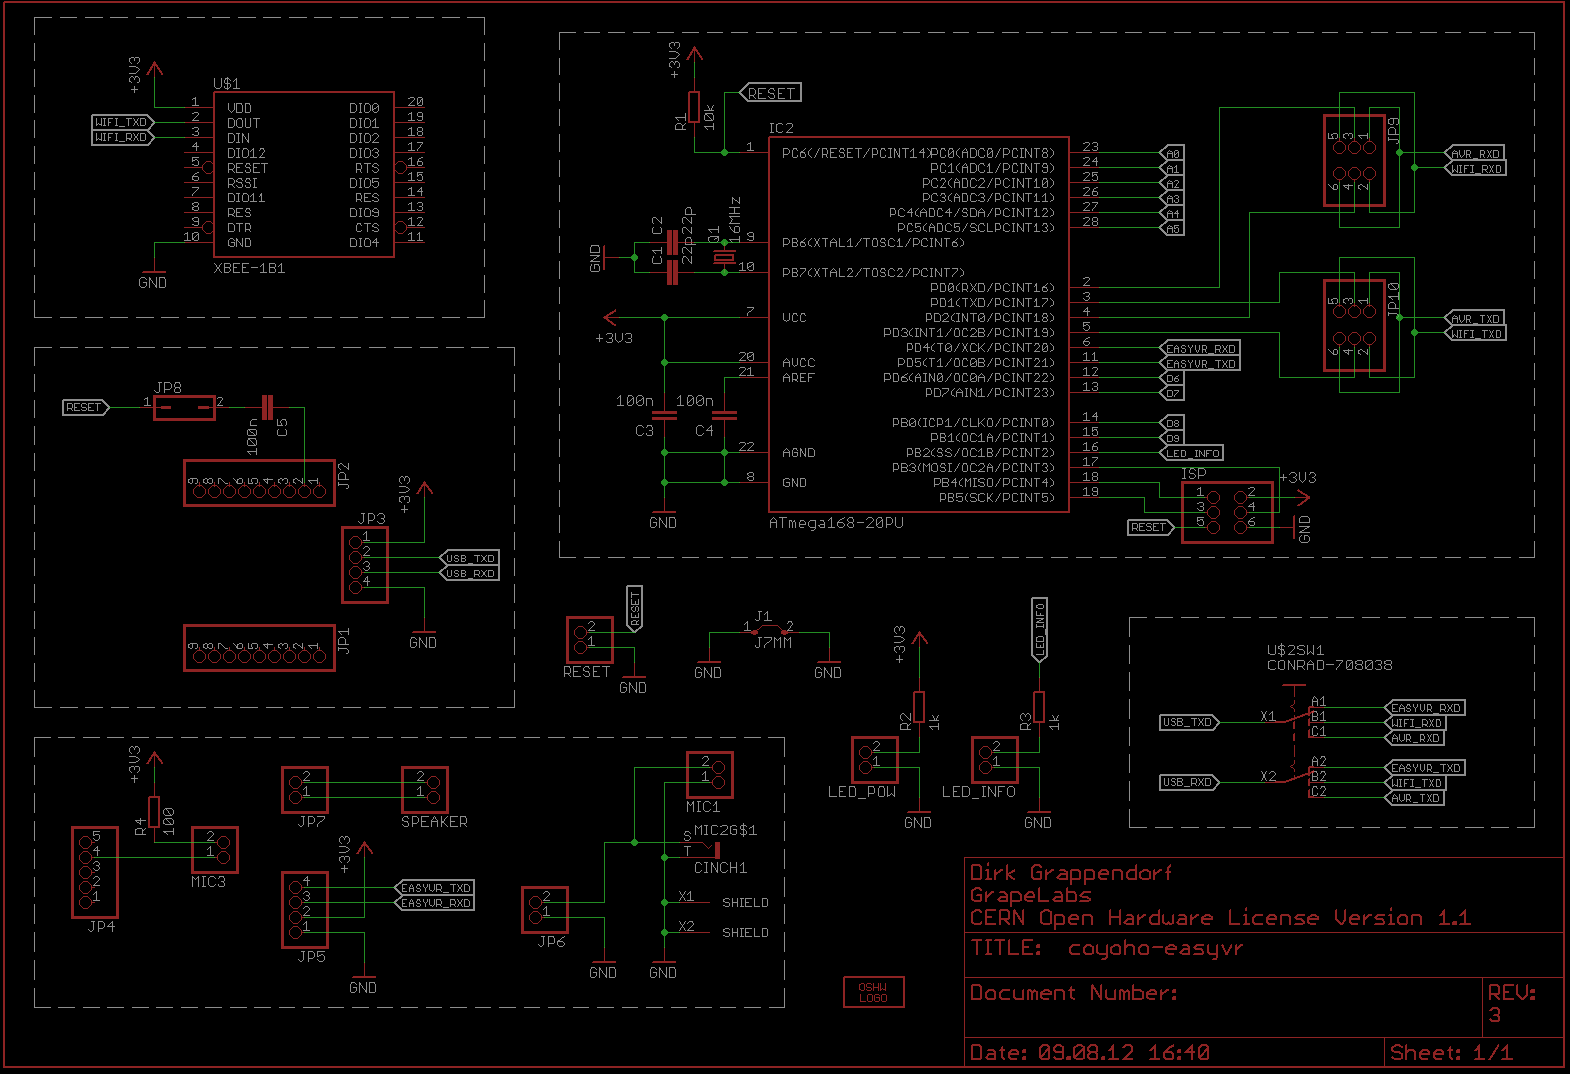 +3V3
U$1
1 VDD DIO0 20
WIFI_TXD 2 DOUT DIO1 19
WIFI_RXD 3 DIN DIO2 18
4 DIO12 DIO3 17
5 RESET RTS 16
6 RSSI DIO5 15
7 DIO11 RES 14
8 RES DIO9 13
9 DTR CTS 12
10 GND DIO4 11
XBEE-1B1
GND
JP8
RESET 1 2
100n
C5
9 8 7 6 5 4 3 2 1
JP2
+3V3
JP3
1
2 USB_TXD
3 USB_RXD
4
GND
9 8 7 6 5 4 3 2 1
JP1
+3V3
R4
100
5
4
3
2
1
JP4
2
1
MIC3
2
1
JP7
2
1
SPEAKER
+3V3
4 EASYVR_TXD
3 EASYVR_RXD
2
1
JP5
GND
2
1
JP6
GND
2
1
MIC1
S MIC2G$1
T
CINCH1
X1 SHIELD
X2 SHIELD
GND
+3V3
R1
10k
RESET
IC2
1 PC6(/RESET/PCINT14) PC0(ADC0/PCINT8) 23 A0
PC1(ADC1/PCINT9) 24 A1
PC2(ADC2/PCINT10) 25 A2
PC3(ADC3/PCINT11) 26 A3
PC4(ADC4/SDA/PCINT12) 27 A4
PC5(ADC5/SCLPCINT13) 28 A5
GND
C1 C2
22p 22p
Q1
16MHz
9 PB6(XTAL1/TOSC1/PCINT6)
10 PB7(XTAL2/TOSC2/PCINT7)
PD0(RXD/PCINT16) 2
PD1(TXD/PCINT17) 3
+3V3 7 VCC PD2(INT0/PCINT18) 4
PD3(INT1/OC2B/PCINT19) 5
PD4(T0/XCK/PCINT20) 6 EASYVR_RXD
20 AVCC PD5(T1/OC0B/PCINT21) 11 EASYVR_TXD
21 AREF PD6(AIN0/OC0A/PCINT22) 12 D6
PD7(AIN1/PCINT23) 13 D7
100n 100n
C3 C4
PB0(ICP1/CLKO/PCINT0) 14 D8
PB1(OC1A/PCINT1) 15 D9
22 AGND PB2(SS/OC1B/PCINT2) 16 LED_INFO
PB3(MOSI/OC2A/PCINT3) 17
8 GND PB4(MISO/PCINT4) 18
PB5(SCK/PCINT5) 19
GND
ATmega168-20PU
ISP
1 2 +3V3
3 4
RESET 5 6 GND
JP9
5 3 1
6 4 2
AVR_RXD
WIFI_RXD
JP10
5 3 1
6 4 2
AVR_TXD
WIFI_TXD
RESET
2
1
RESET
GND
J1
1 2
J7MM
GND GND
+3V3
R2
1k
2
1
LED_POW
GND
LED_INFO
R3
1k
2
1
LED_INFO
GND
U$2SW1
CONRAD-708038
A1 EASYVR_RXD
USB_TXD X1 B1 WIFI_RXD
C1 AVR_RXD
A2 EASYVR_TXD
USB_RXD X2 B2 WIFI_TXD
C2 AVR_TXD
OSHW
LOGO
Dirk Grappendorf
GrapeLabs
CERN Open Hardware License Version 1.1
TITLE: coyoho-easyvr
Document Number:
REV:
3
Date: 09.08.12 16:40
Sheet: 1/1